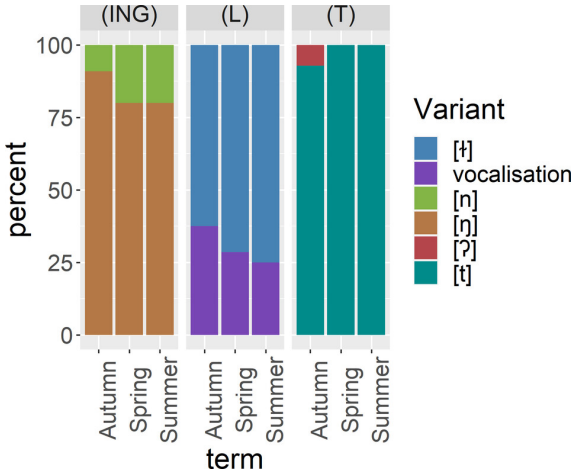 (ING) (L) (T)
100
75
50
25
0
percent
Autumn
Spring
Summer
Autumn
Spring
Summer
Autumn
Spring
Summer
term
Variant
[ɫ]
vocalisation
[n]
[ŋ]
[ʔ]
[t]